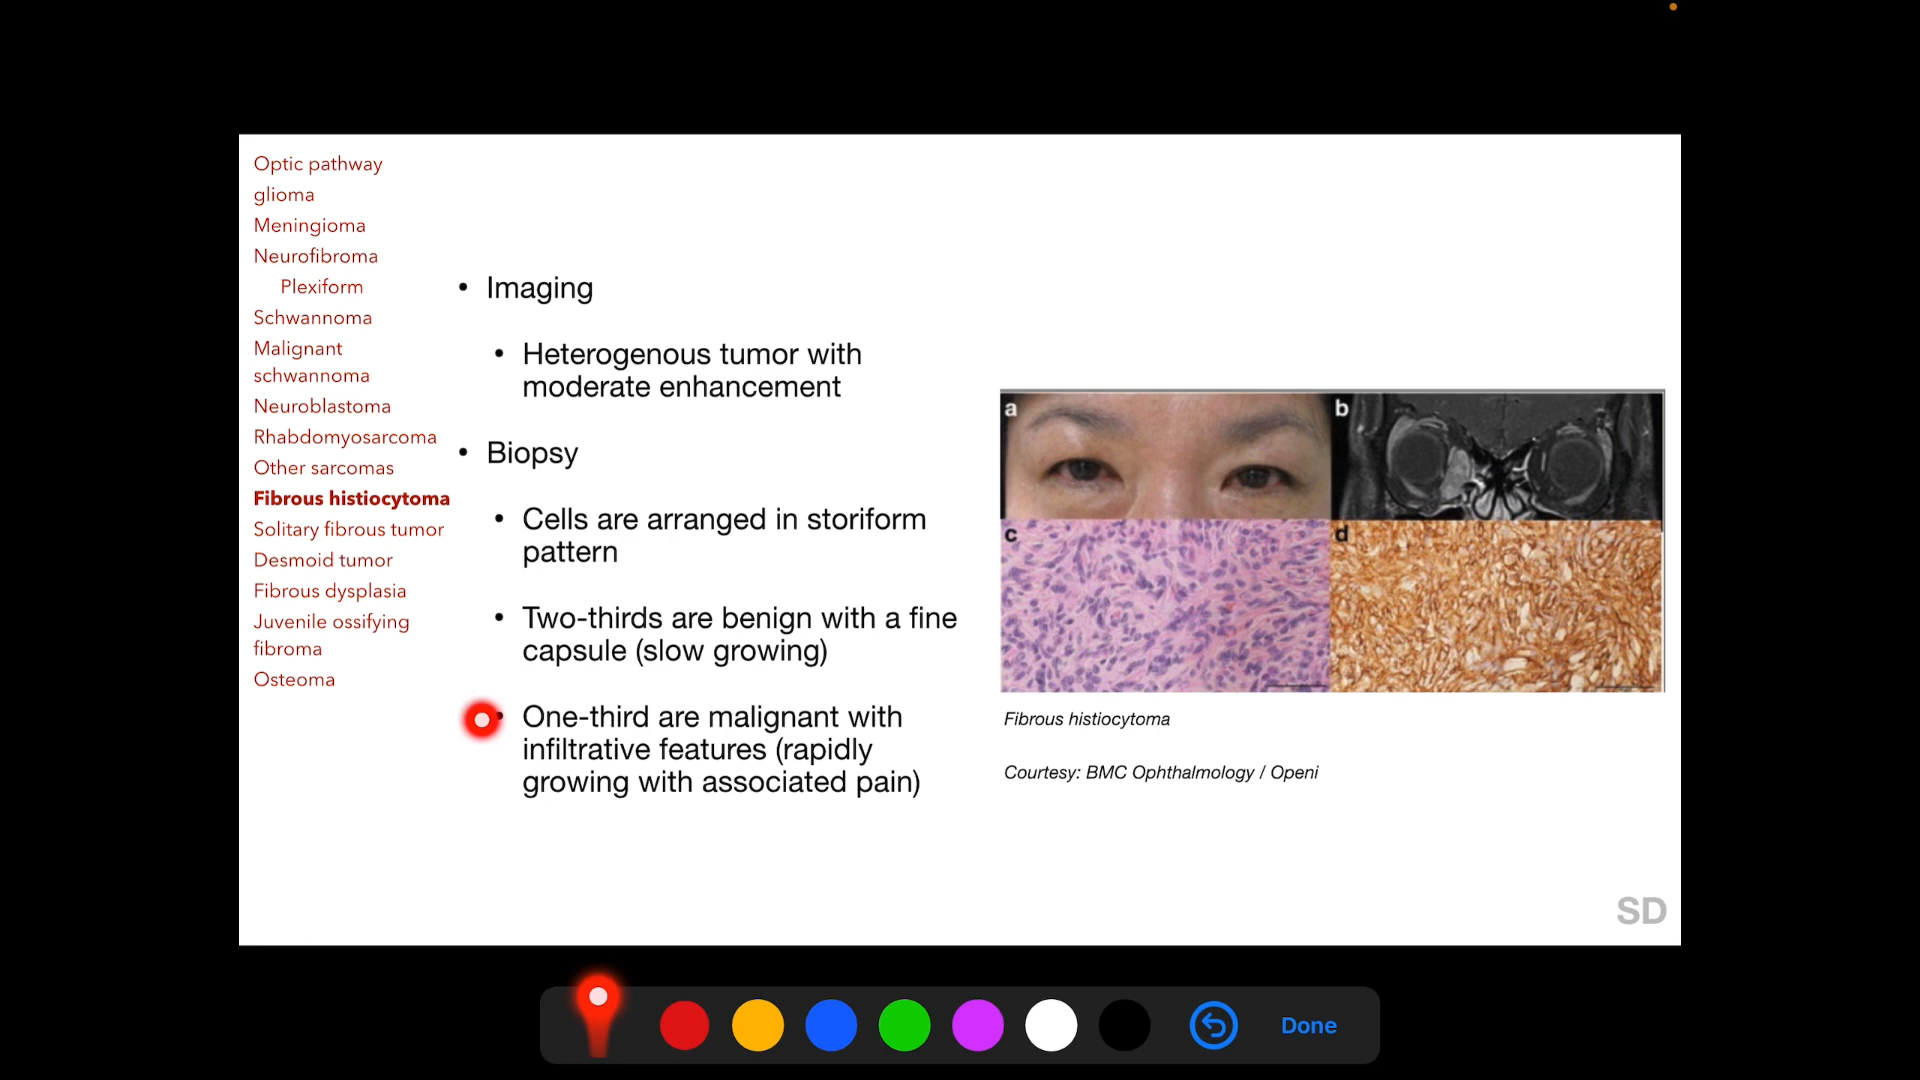 Optic pathway
glioma
Meningioma
Neurofibroma
Plexiform
Schwannoma
Malignant
schwannoma
Neuroblastoma
Rhabdomyosarcoma
Other sarcomas
Fibrous histiocytoma
Solitary fibrous tumor
Desmoid tumor
Fibrous dysplasia
Juvenile ossifying
fibroma
Osteoma
• Imaging
• Heterogenous tumor with
moderate enhancement
• Biopsy
• Cells are arranged in storiform
pattern
• Two-thirds are benign with a fine
capsule (slow growing)
• One-third are malignant with
infiltrative features (rapidly
growing with associated pain)
a
b
c
d
Fibrous histiocytoma
Courtesy: BMC Ophthalmology / Openi
SD
Done